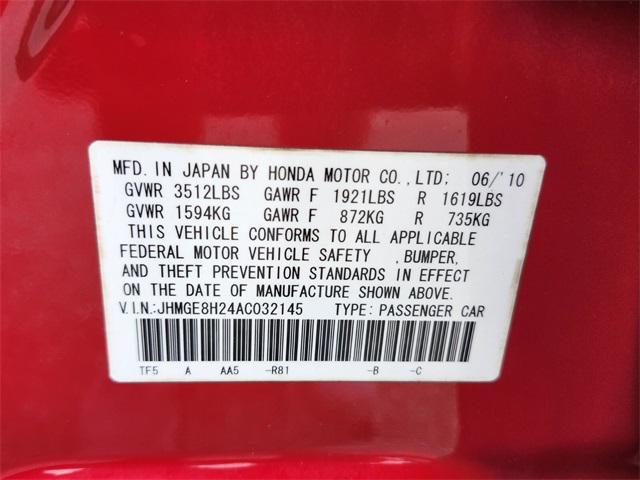 MFD. IN JAPAN BY HONDA MOTOR CO., LTD: 06/'10
GVWR 3512LBS GAWR F 1921LBS R 1619LBS
GVWR 1594KG GAWR F 872KG R 735KG
THIS VEHICLE CONFORMS TO ALL APPLICABLE
FEDERAL MOTOR VEHICLE SAFETY , BUMPER,
AND THEFT PREVENTION STANDARDS IN EFFECT
ON THE DATE OF MANUFACTURE SHOWN ABOVE.
V.I.N.:JHMGE8H24AC032145 TYPE: PASSENGER CAR
TF5 A AA5 -R81 -B -C